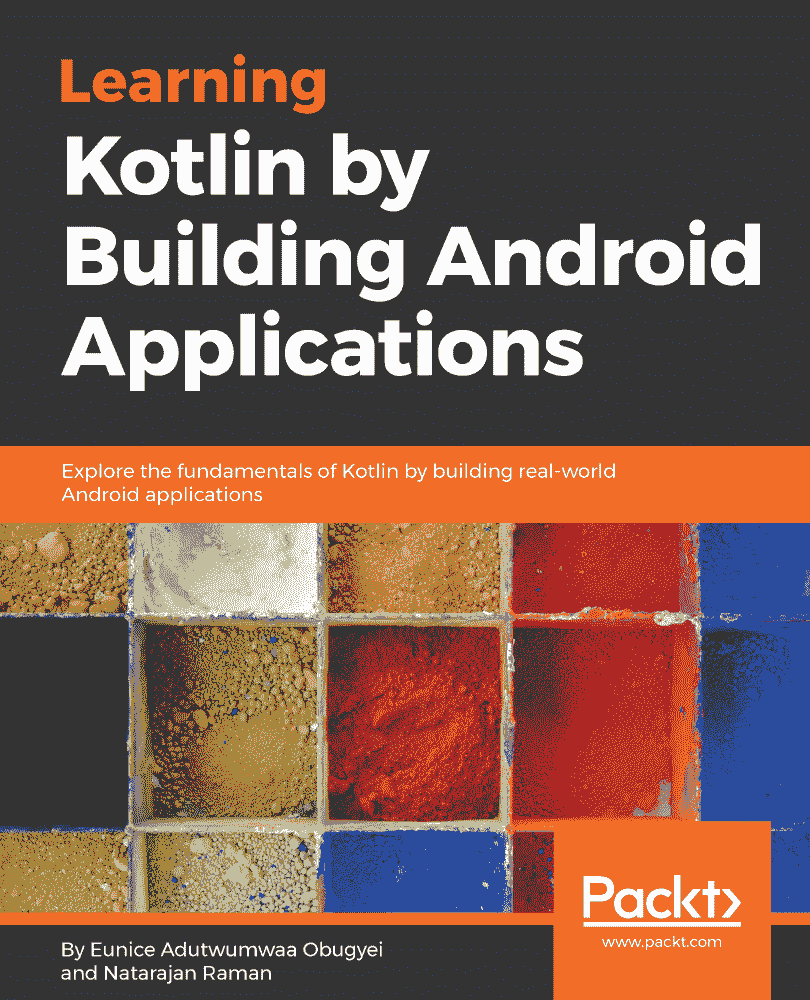 Learning
Kotlin by
Building Android
Applications
Explore the fundamentals of Kotlin by building real-world
Android applications
Packt>
www.packt.com
By Eunice Adutwumwaa Obugyei
and Natarajan Raman